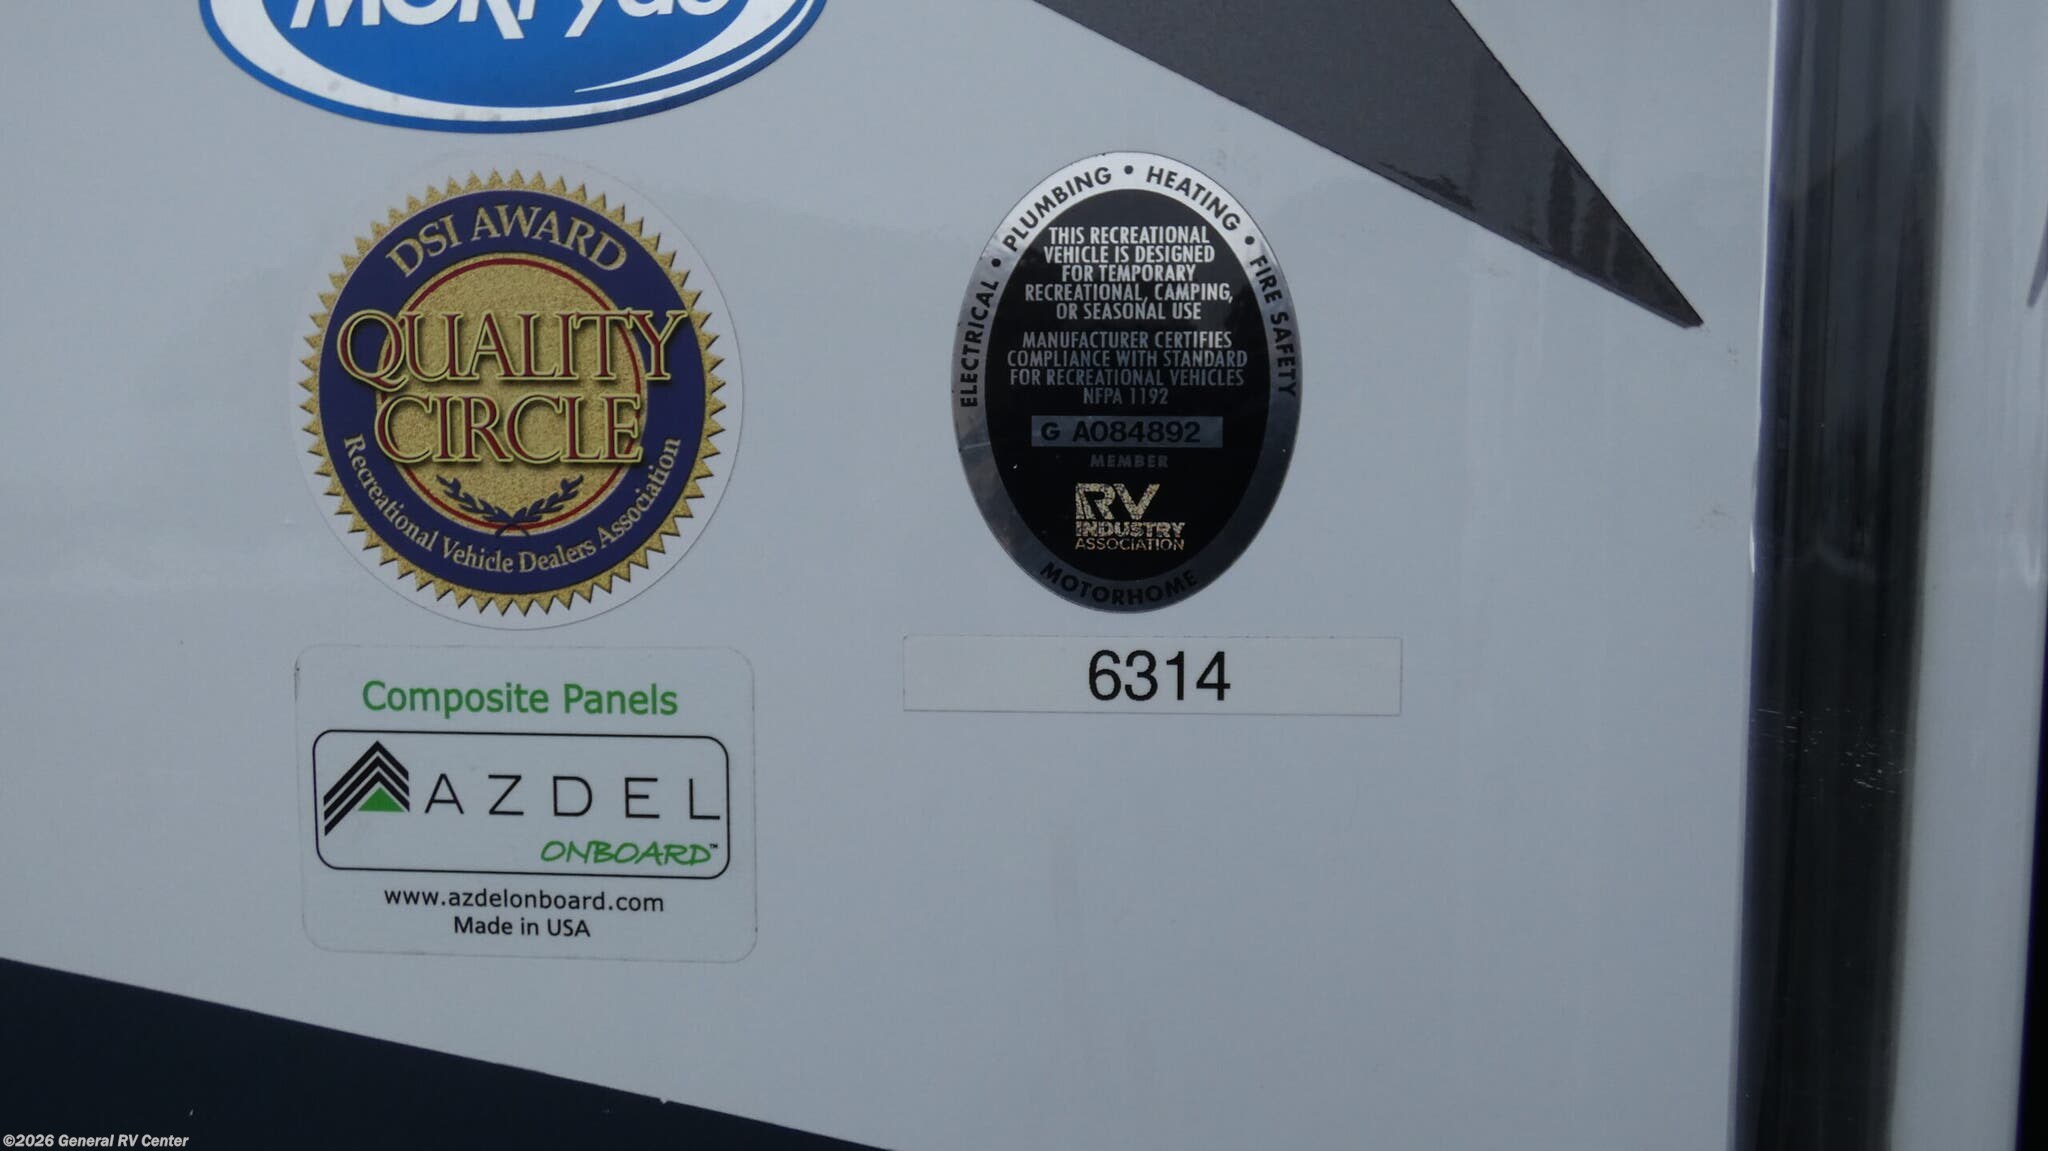 MORryde
DSI AWARD
QUALITY
CIRCLE
Recreational Vehicle Dealers Association
ELECTRICAL • PLUMBING • HEATING • FIRE SAFETY
THIS RECREATIONAL
VEHICLE IS DESIGNED
FOR TEMPORARY
RECREATIONAL, CAMPING,
OR SEASONAL USE
MANUFACTURER CERTIFIES
COMPLIANCE WITH STANDARD
FOR RECREATIONAL VEHICLES
NFPA 1192
G A084892
MEMBER
RV
INDUSTRY
ASSOCIATION
MOTORHOME
6314
Composite Panels
AZDEL
ONBOARD™
www.azdelonboard.com
Made in USA
©2026 General RV Center